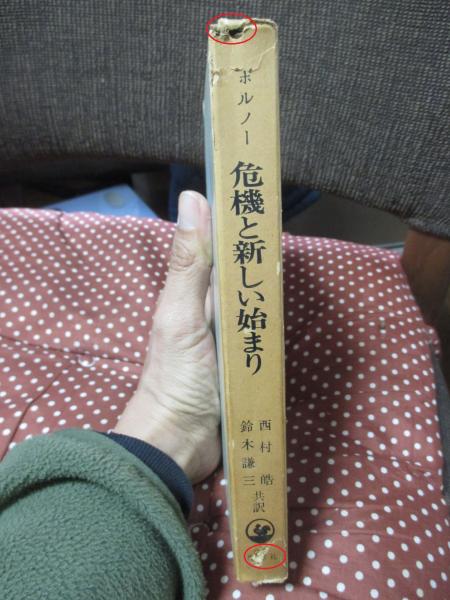 ボルノー
危機と新しい始まり
西村皓
鈴木謙三
共訳